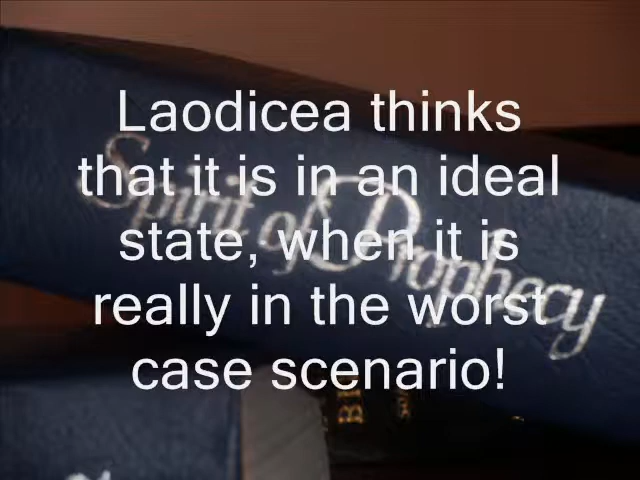 Laodicea thinks
that it is in an ideal
state, when it is
really in the worst
case scenario!
Spirit of Prophecy